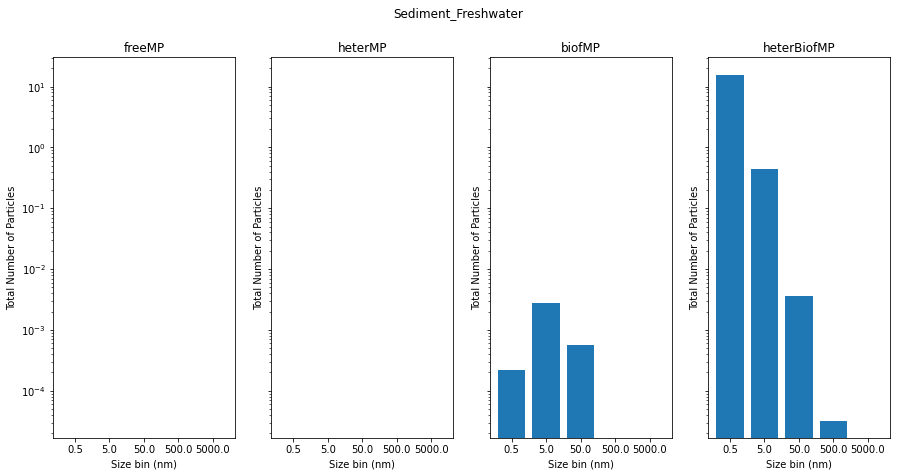 Sediment_Freshwater
freeMP
heterMP
biofMP
heterBiofMP
Total Number of Particles
Total Number of Particles
Total Number of Particles
Total Number of Particles
10¹
10⁰
10⁻¹
10⁻²
10⁻³
10⁻⁴
0.5 5.0 50.0 500.0 5000.0
0.5 5.0 50.0 500.0 5000.0
0.5 5.0 50.0 500.0 5000.0
0.5 5.0 50.0 500.0 5000.0
Size bin (nm)
Size bin (nm)
Size bin (nm)
Size bin (nm)